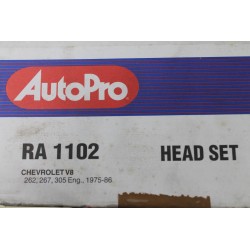 AutoPro
RA 1102 HEAD SET
CHEVROLET V8
262, 267, 305 Eng., 1975-86